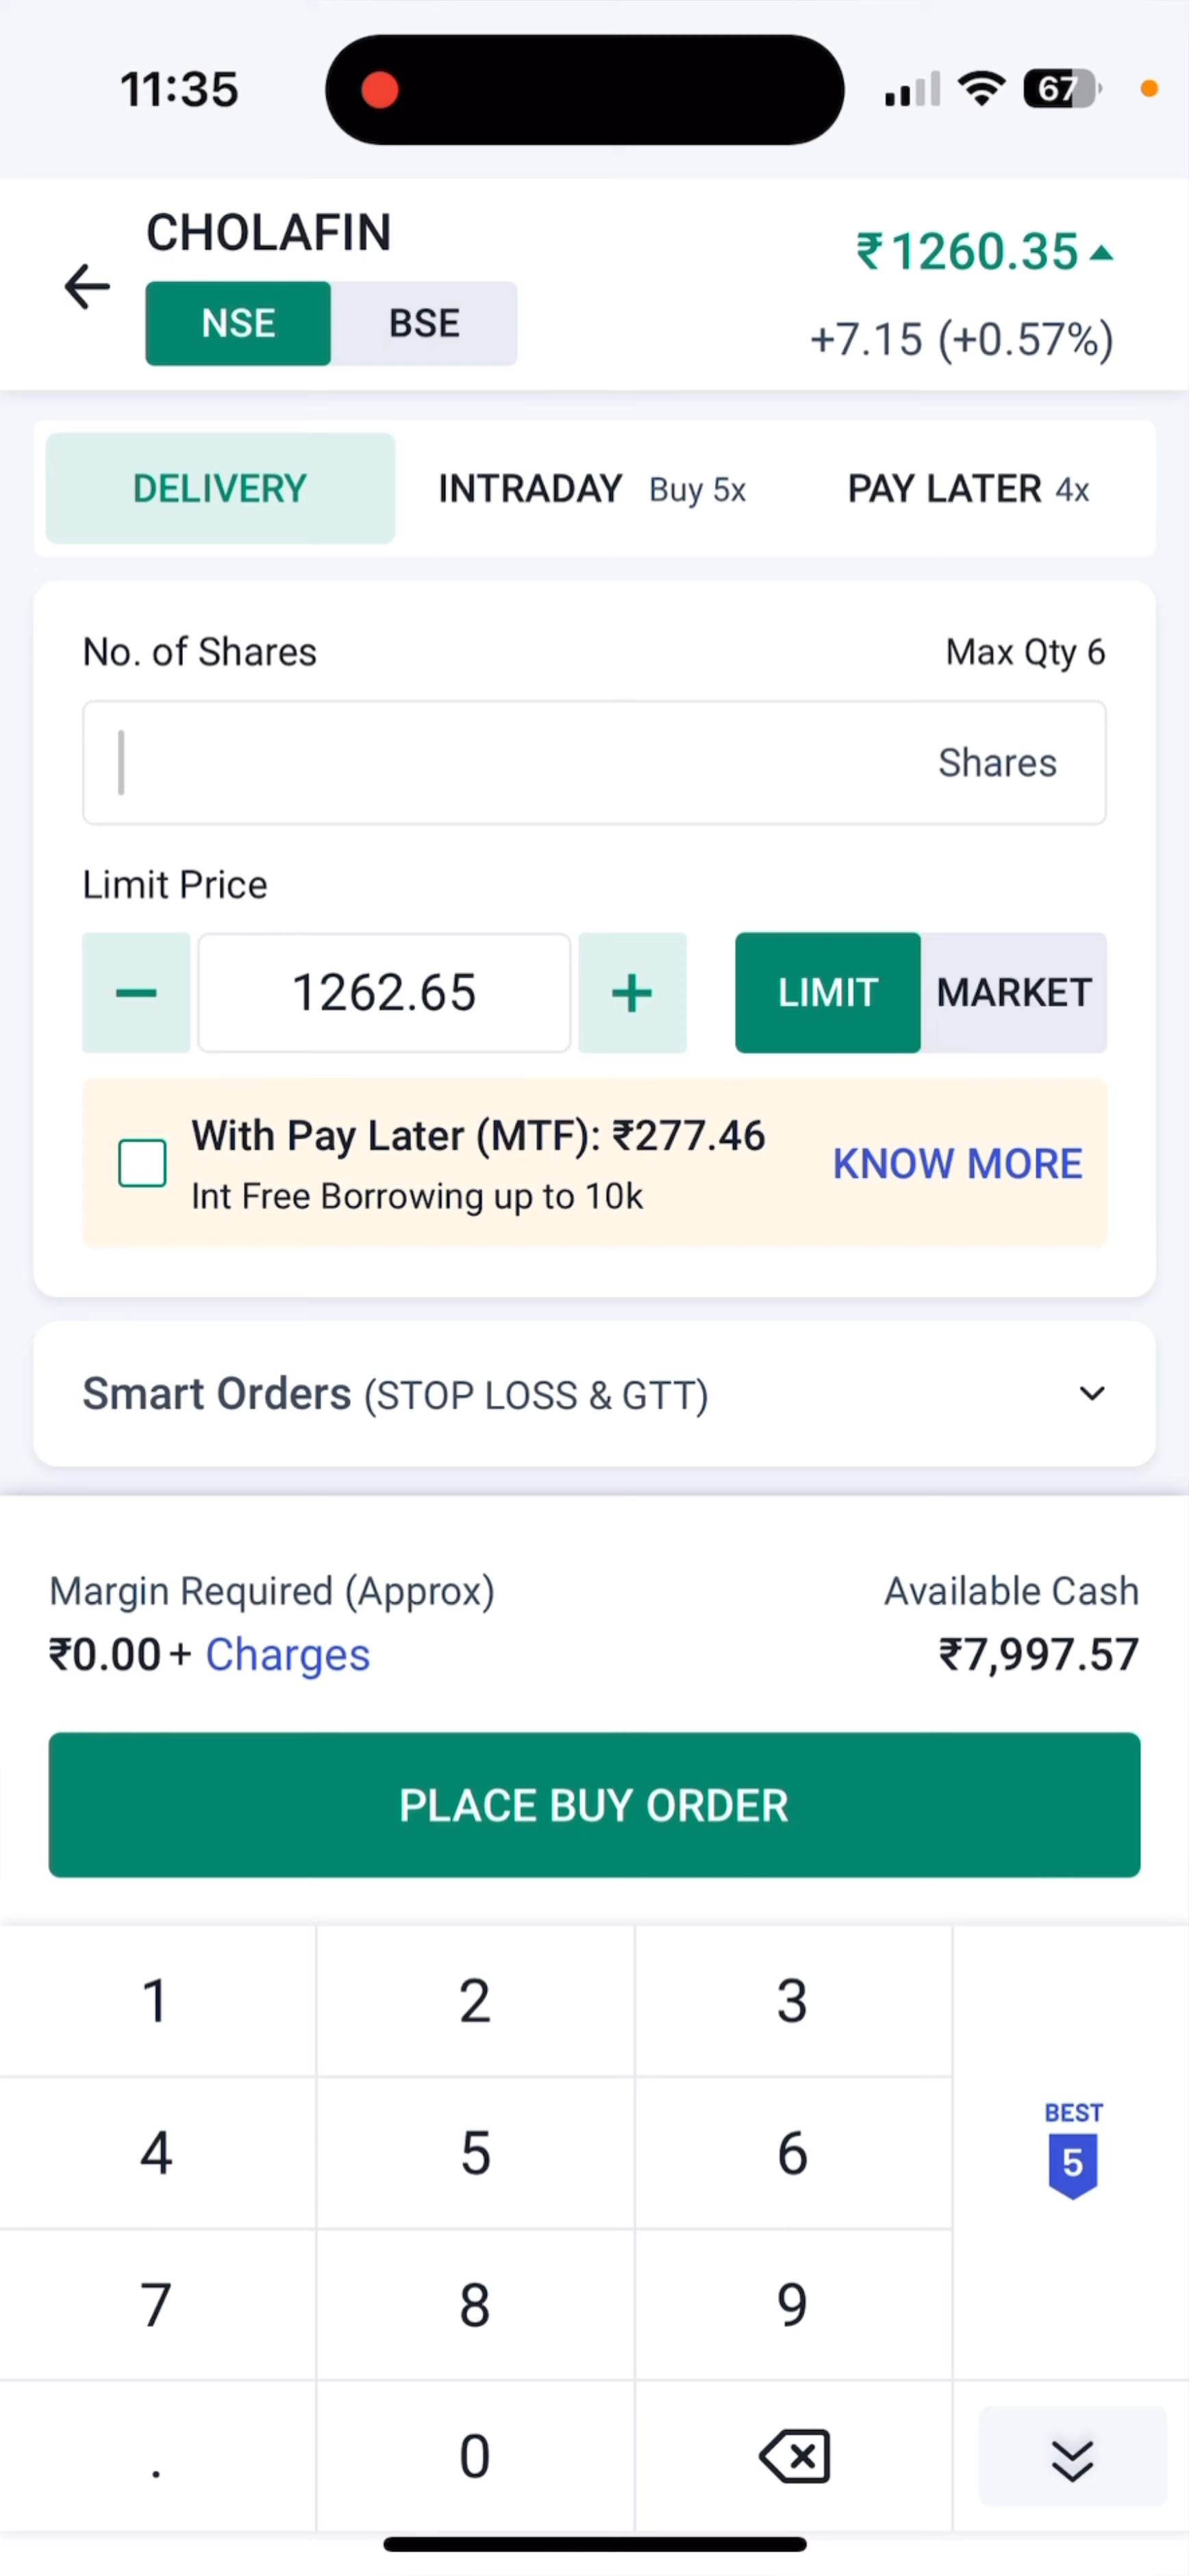 11:35
67
CHOLAFIN
₹1260.35
NSE
BSE
+7.15 (+0.57%)
DELIVERY
INTRADAY Buy 5x
PAY LATER 4x
No. of Shares
Max Qty 6
Shares
Limit Price
1262.65
LIMIT
MARKET
With Pay Later (MTF): ₹277.46
Int Free Borrowing up to 10k
KNOW MORE
Smart Orders (STOP LOSS & GTT)
Margin Required (Approx)
Available Cash
₹0.00 + Charges
₹7,997.57
PLACE BUY ORDER
1
2
3
4
5
6
BEST
5
7
8
9
.
0